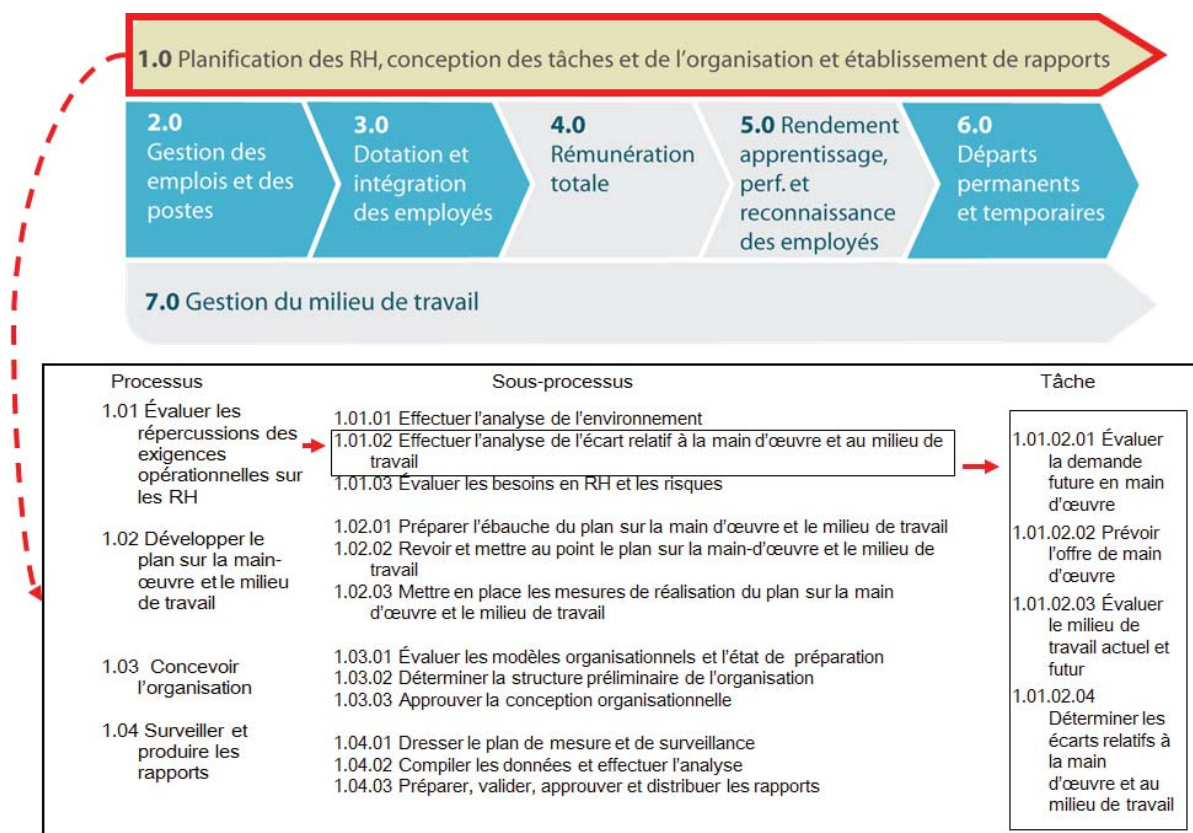 1.0 Planification des RH, conception des tâches et de l'organisation et établissement de rapports
2.0
Gestion des
emplois et des
postes
3.0
Dotation et
intégration
des employés
4.0
Rémunération
totale
5.0 Rendement
apprentissage,
perf. et
reconnaissance
des employés
6.0
Départs
permanents
et temporaires
7.0 Gestion du milieu de travail
Processus
1.01 Évaluer les
répercussions des
exigences
opérationnelles sur
les RH
1.02 Développer le
plan sur la main-
œuvre et le milieu
de travail
1.03 Concevoir
l'organisation
1.04 Surveiller et
produire les
rapports
Sous-processus
1.01.01 Effectuer l'analyse de l'environnement
1.01.02 Effectuer l'analyse de l'écart relatif à la main d'œuvre et au milieu de
travail
1.01.03 Évaluer les besoins en RH et les risques
1.02.01 Préparer l'ébauche du plan sur la main d'œuvre et le milieu de travail
1.02.02 Revoir et mettre au point le plan sur la main-d'œuvre et le milieu de
travail
1.02.03 Mettre en place les mesures de réalisation du plan sur la main
d'œuvre et le milieu de travail
1.03.01 Évaluer les modèles organisationnels et l'état de préparation
1.03.02 Déterminer la structure préliminaire de l'organisation
1.03.03 Approuver la conception organisationnelle
1.04.01 Dresser le plan de mesure et de surveillance
1.04.02 Compiler les données et effectuer l'analyse
1.04.03 Préparer, valider, approuver et distribuer les rapports
Tâche
1.01.02.01 Évaluer
la demande
future en main
d'œuvre
1.01.02.02 Prévoir
l'offre de main
d'œuvre
1.01.02.03 Évaluer
le milieu de
travail actuel et
futur
1.01.02.04
Déterminer les
écarts relatifs à
la main
d'œuvre et au
milieu de travail